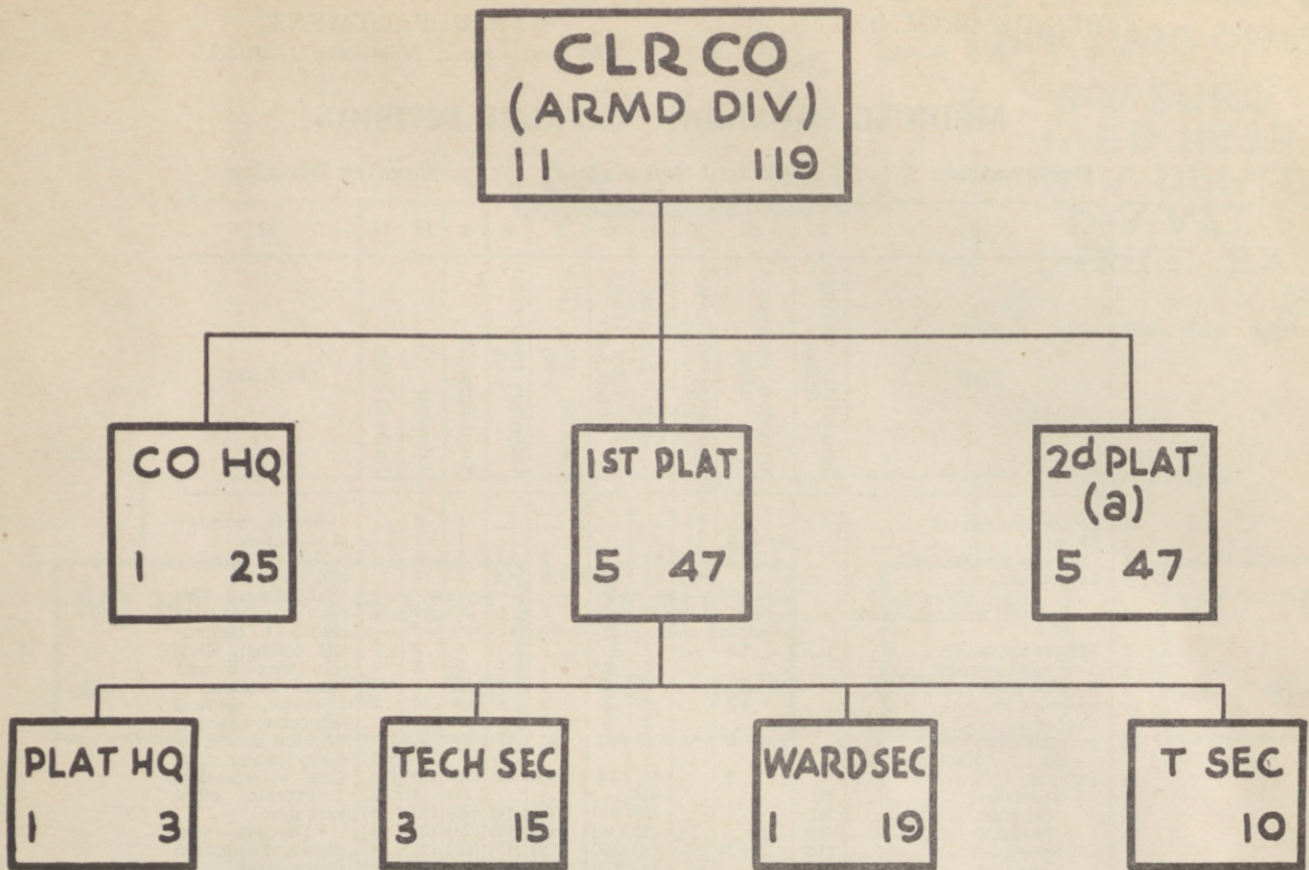 CLR CO
(ARMD DIV)
11 119
CO HQ
1 25
1ST PLAT
5 47
2d PLAT
(a)
5 47
PLAT HQ
1 3
TECH SEC
3 15
WARD SEC
1 19
T SEC
10